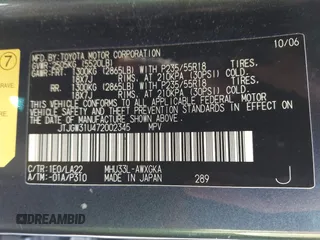 7
MFD. BY: TOYOTA MOTOR CORPORATION 10/06
GVWR: 2505KG (5520LB)
GAWR: FRT. 1300KG (2865LB) WITH P235/55R18
18X7J RIMS, AT 210KPA (30PSI) COLD
RR. 1300KG (2865LB) WITH P235/55R18
18X7J RIMS, AT 210KPA (30PSI) COLD
THIS VEHICLE CONFORMS TO ALL APPLICABLE
FEDERAL MOTOR VEHICLE SAFETY, BUMPER, AND THEFT
PREVENTION STANDARDS IN EFFECT ON THE DATE OF
MANUFACTURE SHOWN ABOVE.
JTJGW31U472002345 MPV
C/TR: 1E0/LA22 MHU33L-AWXGKA
A/TM: -01A/P310 MADE IN JAPAN 289 J
DREAMBID